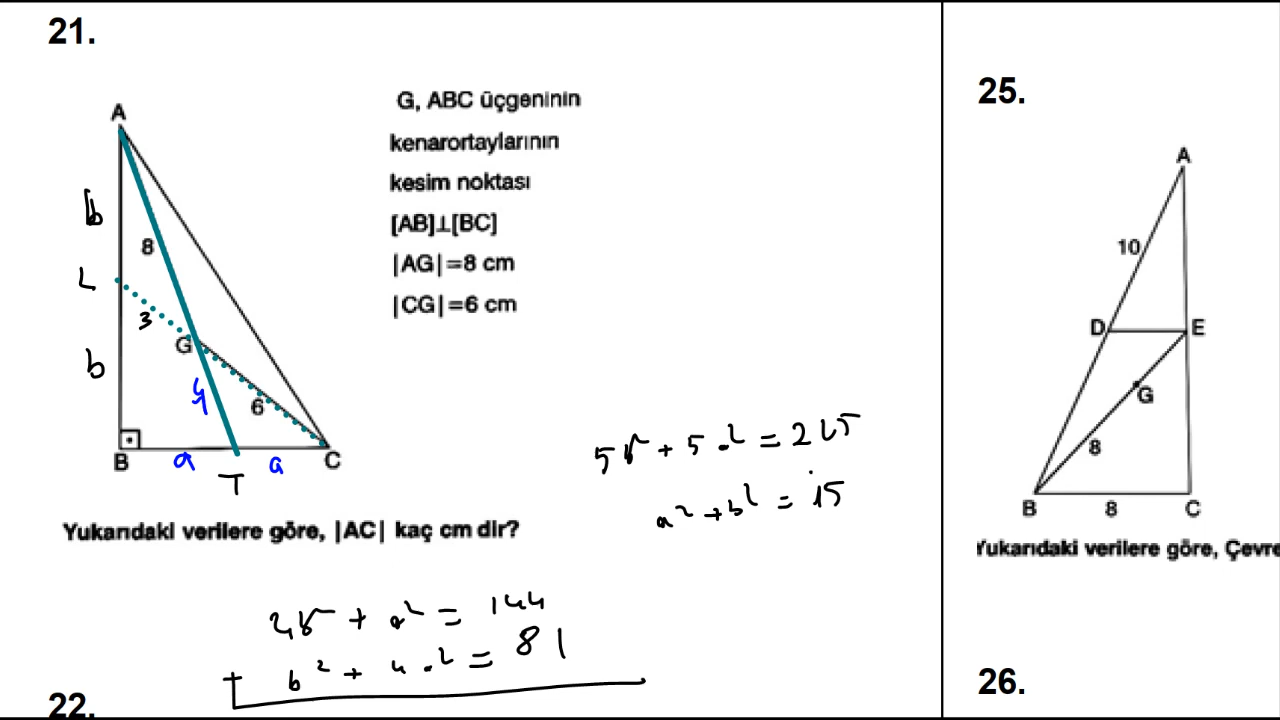 21.
A
G, ABC üçgeninin
kenarortaylarının
kesim noktası
[AB]⊥[BC]
|AG|=8 cm
|CG|=6 cm
b
8
L
3
G
b
4
6
B
a
a
C
T
5b²+5a²=225
a²+b²=45
Yukarıdaki verilere göre, |AC| kaç cm dir?
4b²+a²=144
b²+4a²=81
+
22.
25.
A
10
D
E
G
8
B
8
C
Yukarıdaki verilere göre, Çevre
26.